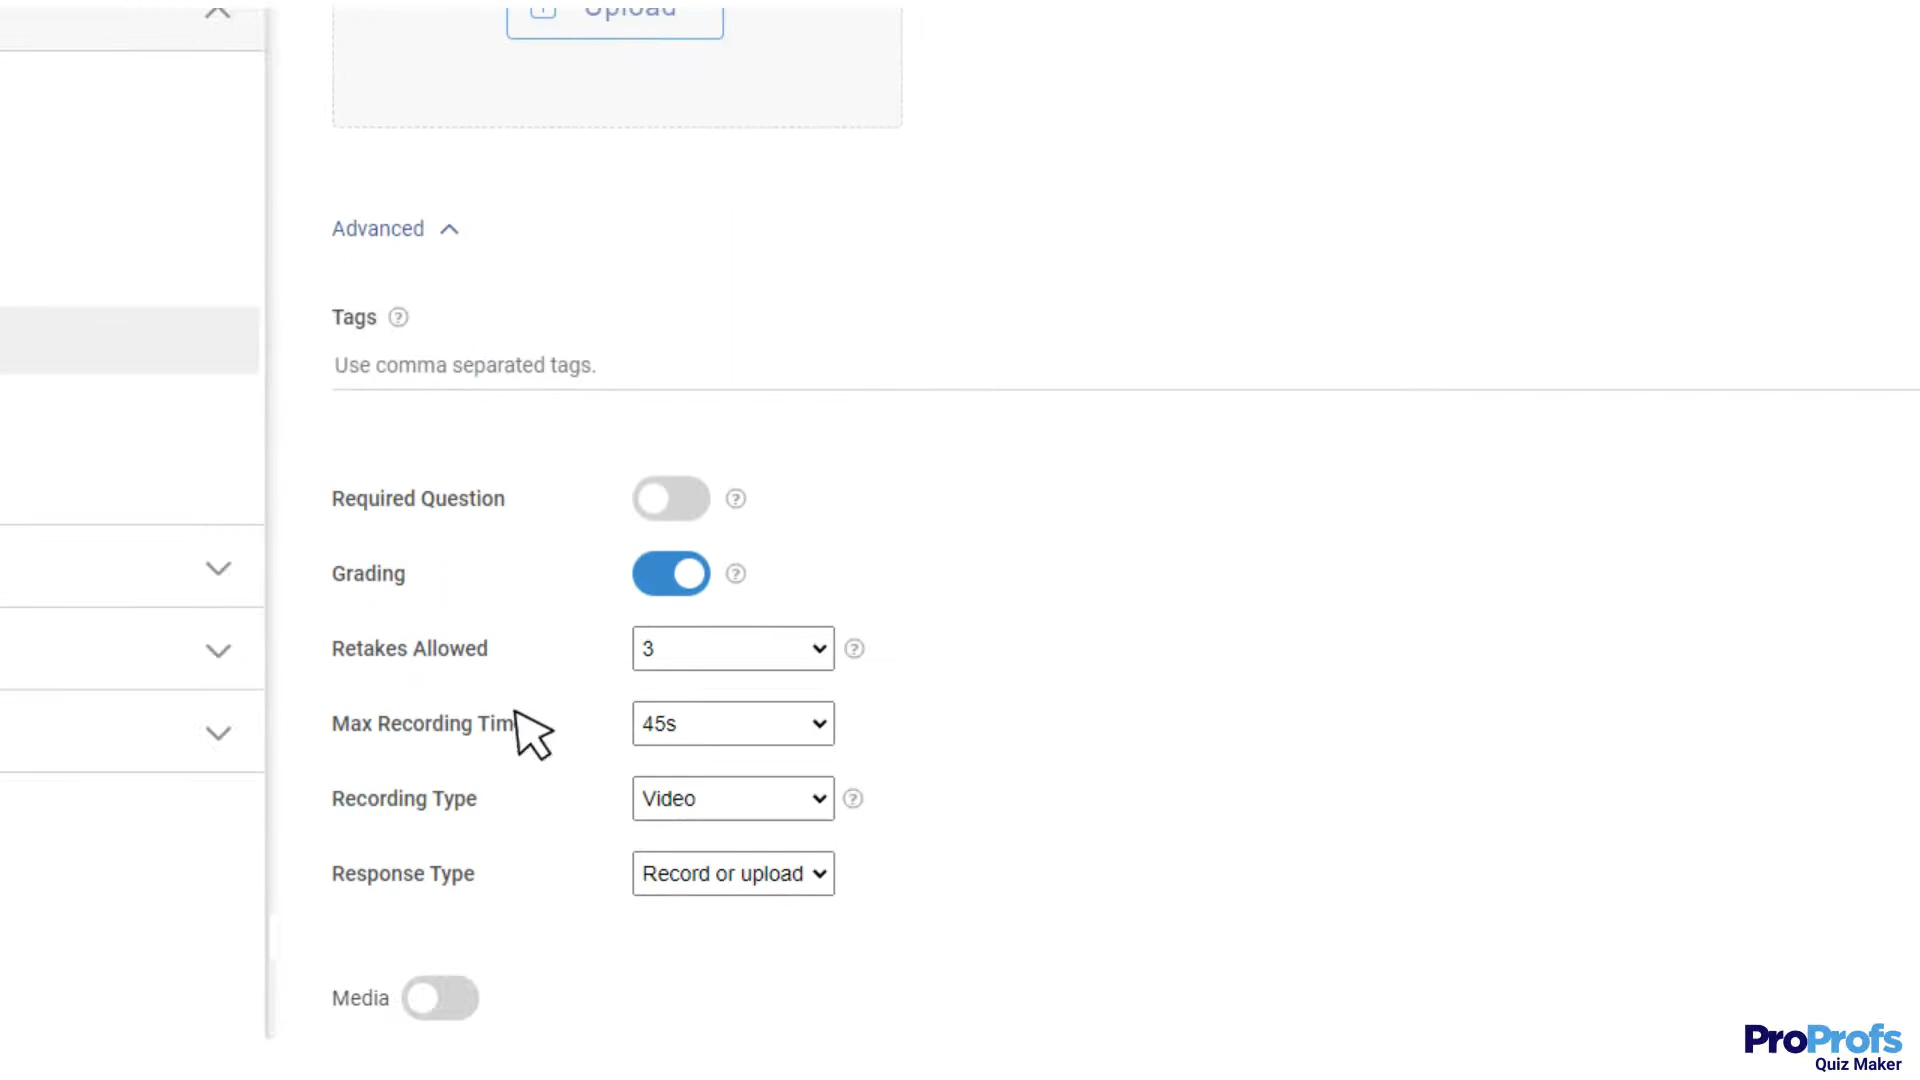 Upload
Advanced
Tags
Use comma separated tags.
Required Question
Grading
Retakes Allowed 3
Max Recording Tim 45s
Recording Type Video
Response Type Record or upload
Media
ProProfs
Quiz Maker